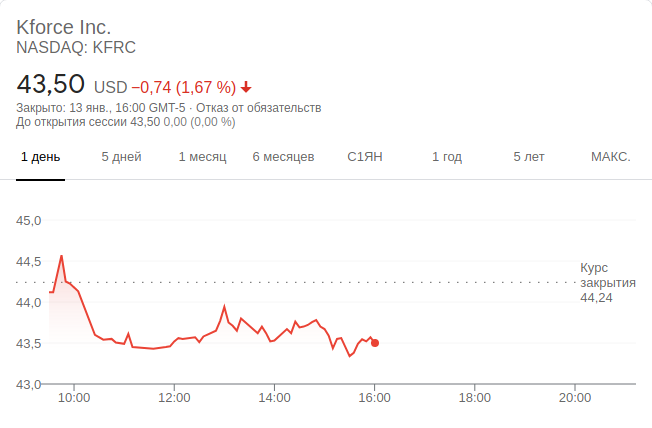 Kforce Inc.
NASDAQ: KFRC
43,50 USD −0,74 (1,67 %)
Закрыто: 13 янв., 16:00 GMT-5 · Отказ от обязательств
До открытия сессии 43,50 0,00 (0,00 %)
1 день 5 дней 1 месяц 6 месяцев С1ЯН 1 год 5 лет МАКС.
45,0
44,5
Курс
закрытия
44,24
44,0
43,5
43,0
10:00 12:00 14:00 16:00 18:00 20:00